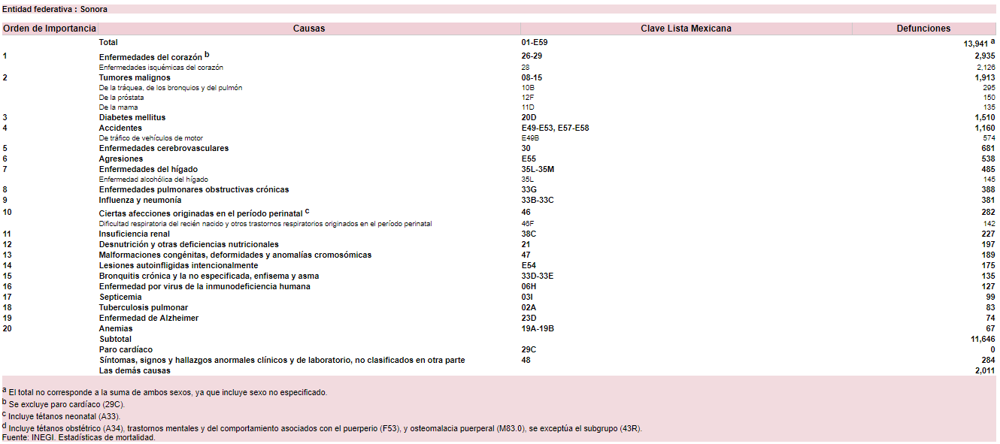 Entidad federativa : Sonora
Orden de Importancia Causas Clave Lista Mexicana Defunciones
Total 01-E59 13,941 a
1 Enfermedades del corazón b 26-29 2,935
Enfermedades isquémicas del corazón 28 2,126
2 Tumores malignos 08-15 1,913
De la tráquea, de los bronquios y del pulmón 10B 295
De la próstata 12F 150
De la mama 11D 135
3 Diabetes mellitus 20D 1,510
4 Accidentes E49-E53, E57-E58 1,160
De tráfico de vehículos de motor E49B 574
5 Enfermedades cerebrovasculares 30 681
6 Agresiones E55 538
7 Enfermedades del hígado 35L-35M 485
Enfermedad alcohólica del hígado 35L 145
8 Enfermedades pulmonares obstructivas crónicas 33G 388
9 Influenza y neumonía 33B-33C 381
10 Ciertas afecciones originadas en el período perinatal c 46 282
Dificultad respiratoria del recién nacido y otros trastornos respiratorios originados en el período perinatal 46F 142
11 Insuficiencia renal 38C 227
12 Desnutrición y otras deficiencias nutricionales 21 197
13 Malformaciones congénitas, deformidades y anomalías cromosómicas 47 189
14 Lesiones autoinfligidas intencionalmente E54 175
15 Bronquitis crónica y la no especificada, enfisema y asma 33D-33E 135
16 Enfermedad por virus de la inmunodeficiencia humana 06H 127
17 Septicemia 03I 99
18 Tuberculosis pulmonar 02A 83
19 Enfermedad de Alzheimer 23D 74
20 Anemias 19A-19B 67
Subtotal 11,646
Paro cardíaco 29C 0
Síntomas, signos y hallazgos anormales clínicos y de laboratorio, no clasificados en otra parte 48 284
Las demás causas 2,011
a El total no corresponde a la suma de ambos sexos, ya que incluye sexo no especificado.
b Se excluye paro cardíaco (29C).
c Incluye tétanos neonatal (A33).
d Incluye tétanos obstétrico (A34), trastornos mentales y del comportamiento asociados con el puerperio (F53), y osteomalacia puerperal (M83.0), se exceptúa el subgrupo (43R).
Fuente: INEGI. Estadísticas de mortalidad.